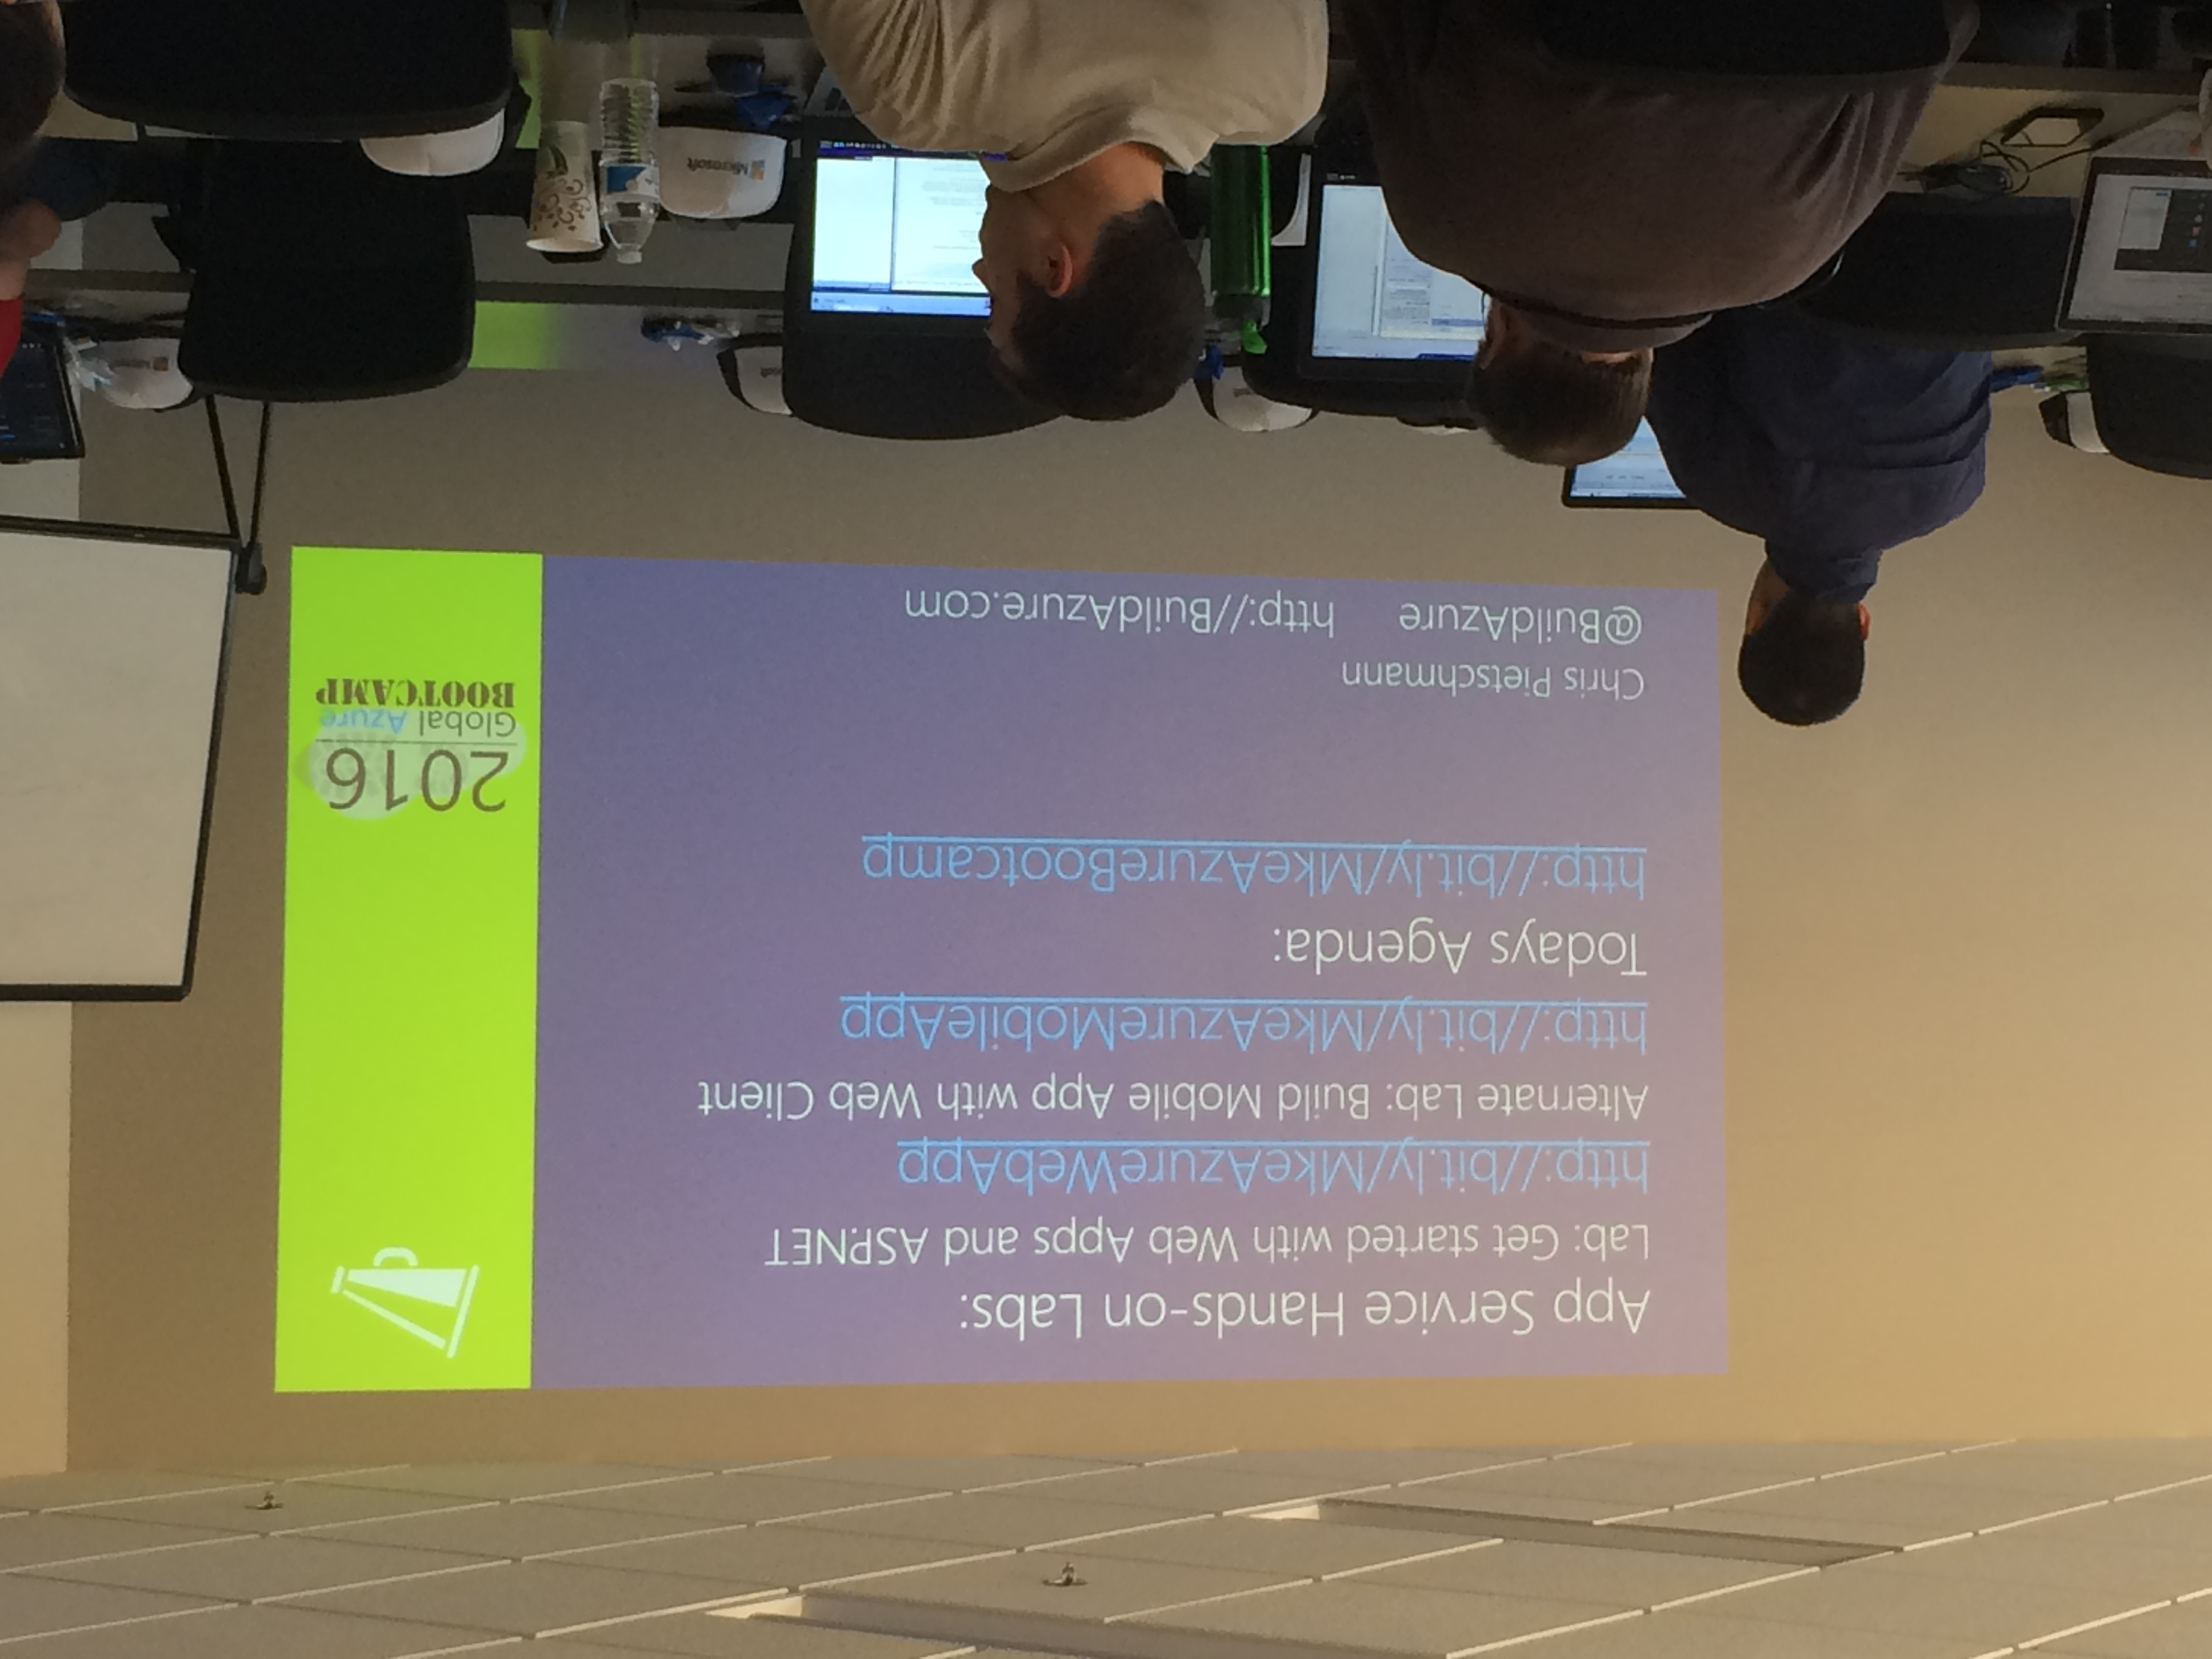 App Service Hands-on Labs:
Lab: Get started with Web Apps and ASP.NET
http://bit.ly/MkeAzureWebApp
Alternate Lab: Build Mobile App with Web Client
http://bit.ly/MkeAzureMobileApp
Todays Agenda:
http://bit.ly/MkeAzureBootcamp
Chris Pietschmann
@BuildAzure http://BuildAzure.com
2016
Global Azure
BOOTCAMP
Microsoft